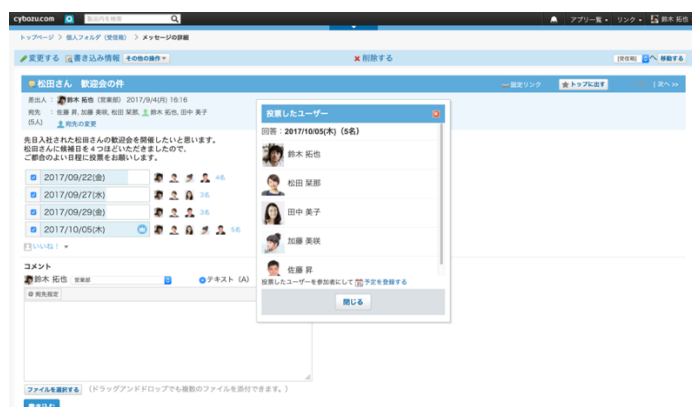 cybozu.com 製品内を検索 アプリ一覧 リンク 鈴木 拓也
トップページ > 個人フォルダ (受信箱) > メッセージの詳細
変更する 書き込み情報 その他の操作 削除する (受信箱) へ 移動する
松田さん 歓迎会の件 固定リンク トップに出す | 次へ >>
差出人 : 鈴木 拓也 (営業部) 2017/9/4(月) 16:16
宛先 : 佐藤 昇, 加藤 美咲, 松田 栞那, 鈴木 拓也, 田中 美子
(5人) 宛先の変更
先日入社された松田さんの歓迎会を開催したいと思います。
松田さんに候補日を4つほどいただきましたので、
ご都合のよい日程に投票をお願いします。
2017/09/22(金) 4名
2017/09/27(水) 3名
2017/09/29(金) 3名
2017/10/05(木) 5名
いいね!
コメント
鈴木 拓也 営業部 テキスト (A)
@ 宛先指定
ファイルを選択する (ドラッグアンドドロップでも複数のファイルを添付できます。)
書き込む
投票したユーザー
回答:2017/10/05(木) (5名)
鈴木 拓也
松田 栞那
田中 美子
加藤 美咲
佐藤 昇
投票したユーザーを参加者にして 予定を登録する
閉じる